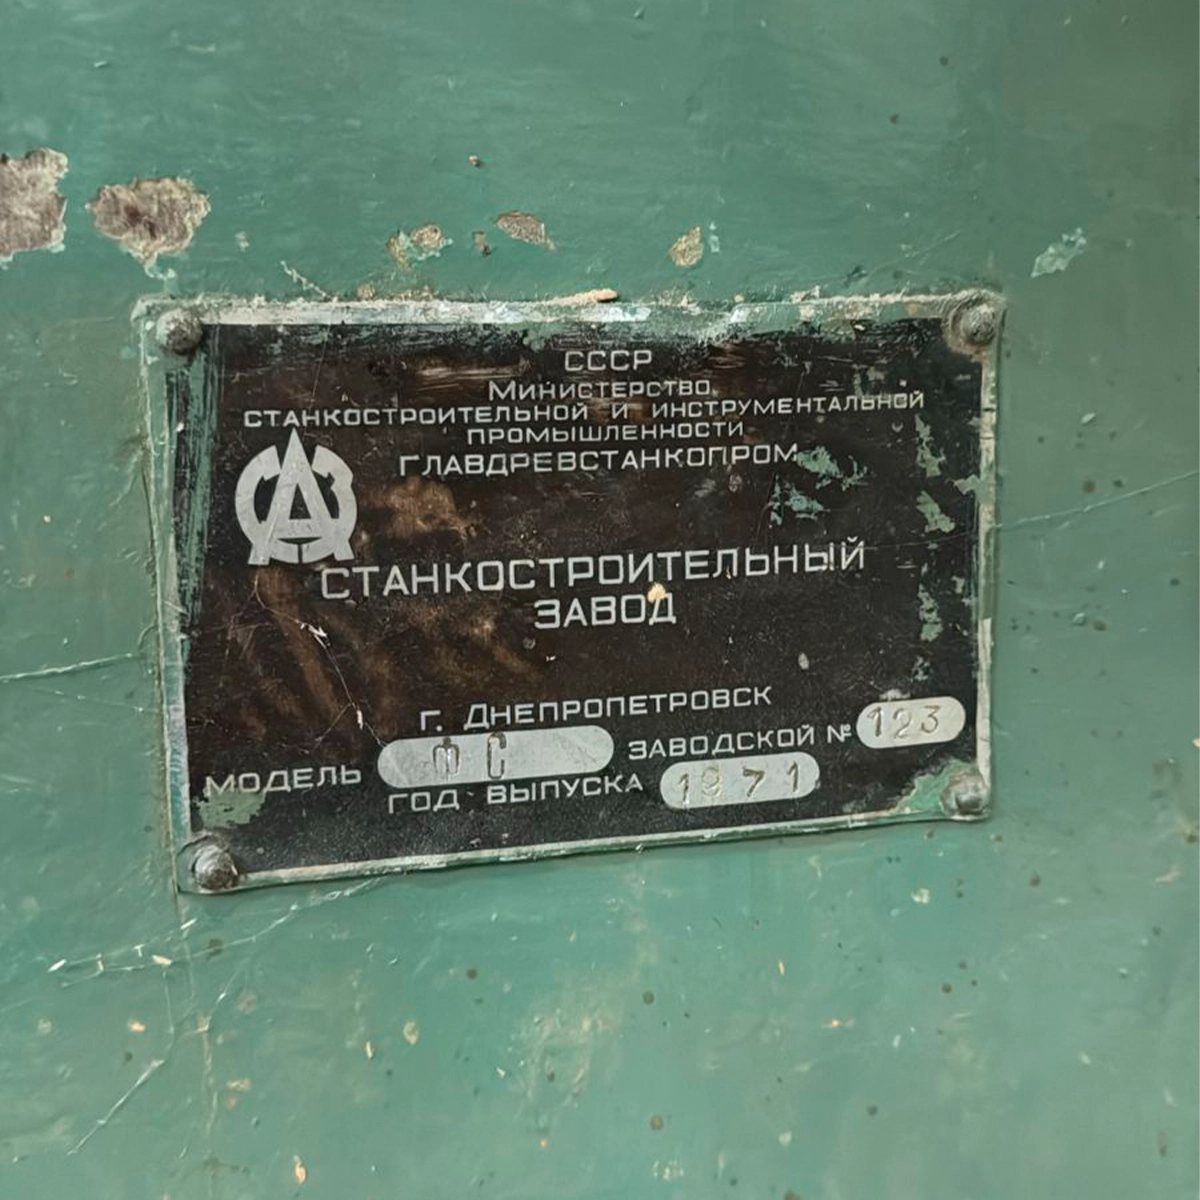 СССР
Министерство
станкостроительной и инструментальной
промышленности
Главдревстанкопром
Станкостроительный
завод
г. Днепропетровск
модель ФС заводской № 123
год выпуска 1971